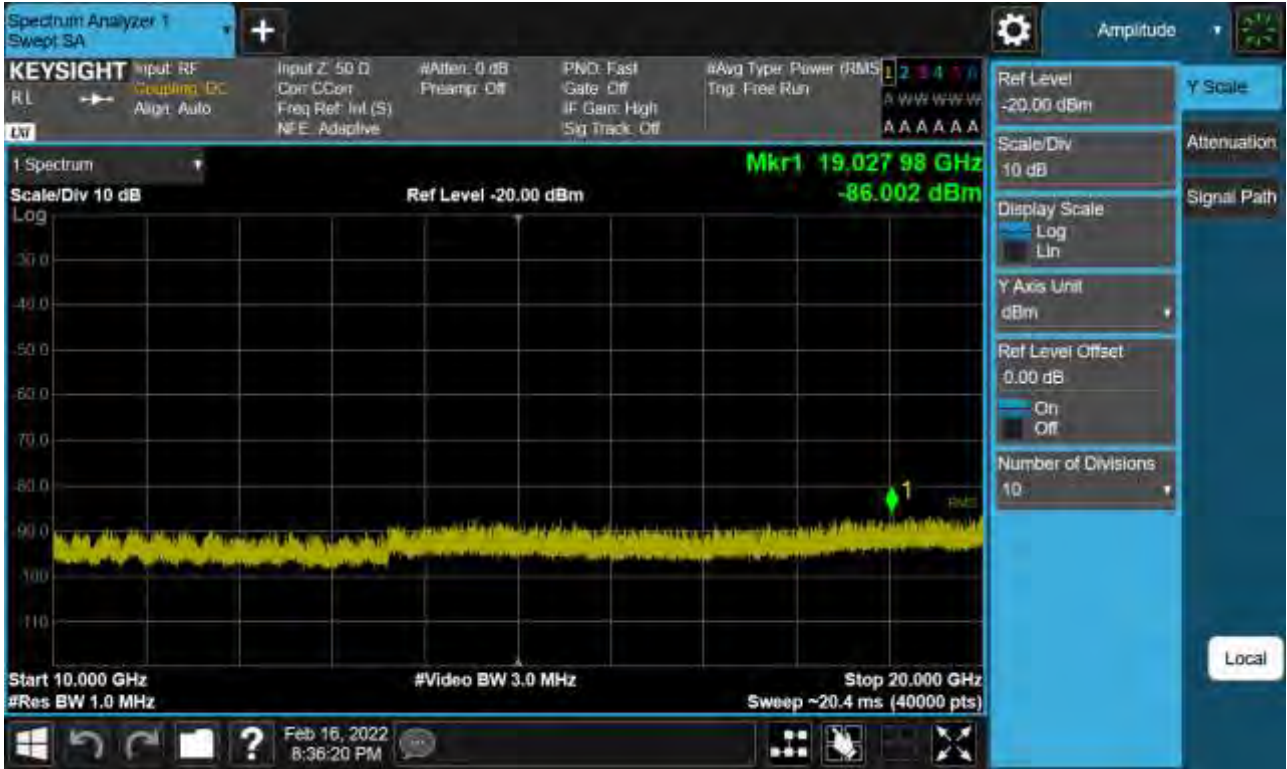 Spectrum Analyzer 1
Swept SA
+
Amplitude
KEYSIGHT
RL
LXI
Input: RF
Coupling: DC
Align: Auto
Input Z: 50 Ω
Corr CCorr
Freq Ref: Int (S)
NFE: Adaptive
#Atten: 0 dB
Preamp: Off
PNO: Fast
Gate: Off
IF Gain: High
Sig Track: Off
#Avg Type: Power (RMS
Trig: Free Run
1 2 3 4 5 6
A W W W W W
A A A A A A
1 Spectrum
Scale/Div 10 dB
Ref Level -20.00 dBm
Mkr1 19.027 98 GHz
-86.002 dBm
Log
-30.0
-40.0
-50.0
-60.0
-70.0
-80.0
-90.0
-100
-110
1
RMS
Start 10.000 GHz
#Video BW 3.0 MHz
Stop 20.000 GHz
#Res BW 1.0 MHz
Sweep ~20.4 ms (40000 pts)
Ref Level
-20.00 dBm
Scale/Div
10 dB
Display Scale
Log
Lin
Y Axis Unit
dBm
Ref Level Offset
0.00 dB
On
Off
Number of Divisions
10
Y Scale
Attenuation
Signal Path
Local
?
Feb 16, 2022
8:36:20 PM